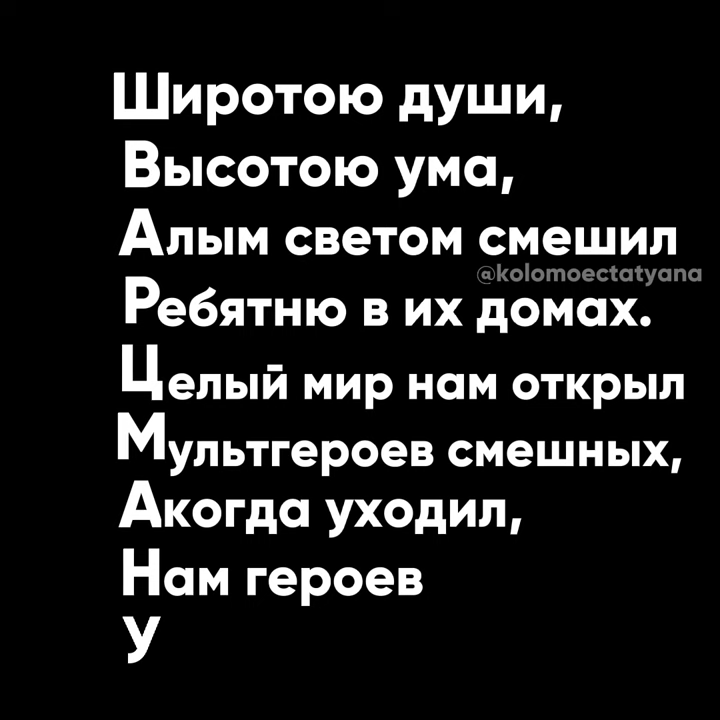 Широтою души,
Высотою ума,
Алым светом смешил
@kolomoectatyana
Ребятню в их домах.
Целый мир нам открыл
Мультгероев смешных,
Акогда уходил,
Нам героев
У